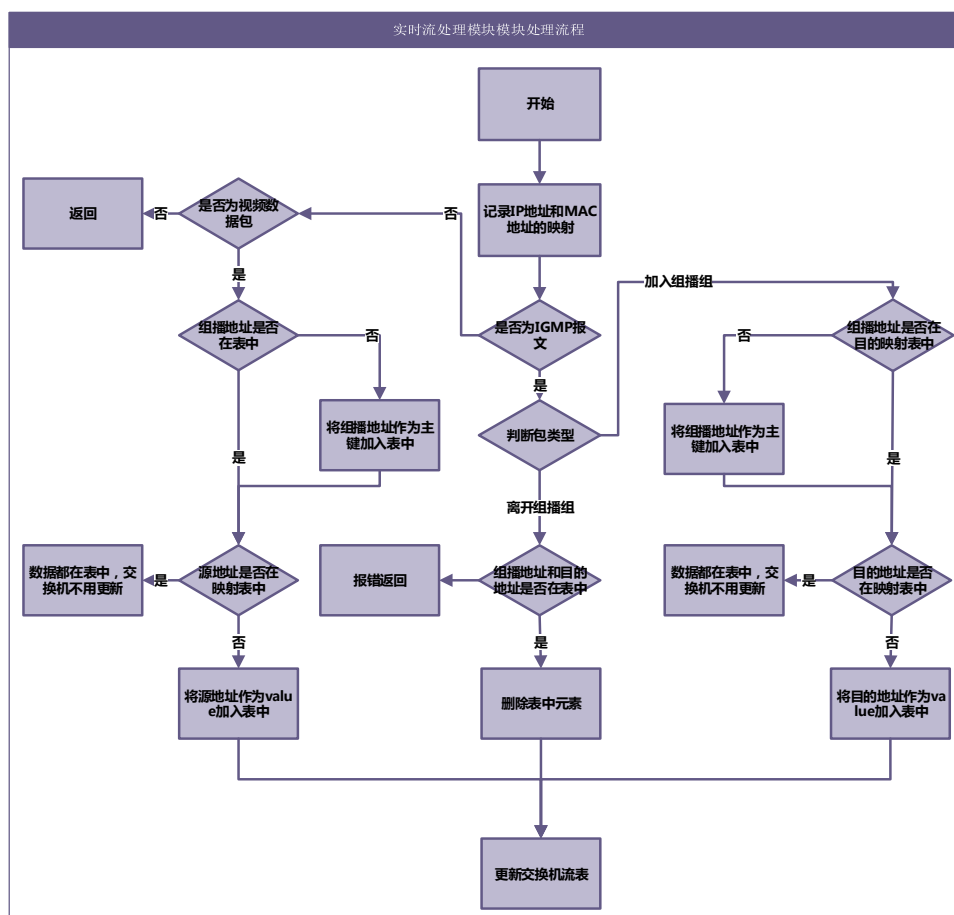 实时流处理模块模块处理流程
开始
返回
否
是否为视频数
据包
否
记录IP地址和MAC
地址的映射
是
加入组播组
组播地址是否
在表中
否
是否为IGMP报
文
否
组播地址是否在
目的映射表中
是
将组播地址作为主
键加入表中
判断包类型
将组播地址作为主
键加入表中
是
是
离开组播组
数据都在表中，交
换机不用更新
是
源地址是否在
映射表中
报错返回
组播地址和目的
地址是否在表中
数据都在表中，交
换机不用更新
是
目的地址是否
在映射表中
否
是
否
将源地址作为valu
e加入表中
删除表中元素
将目的地址作为va
lue加入表中
更新交换机流表